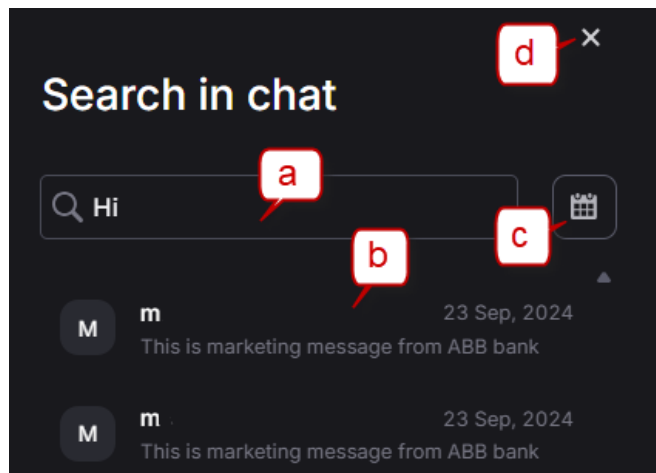 d
Search in chat
a
Hi
c
b
M
m
23 Sep, 2024
This is marketing message from ABB bank
M
m
23 Sep, 2024
This is marketing message from ABB bank